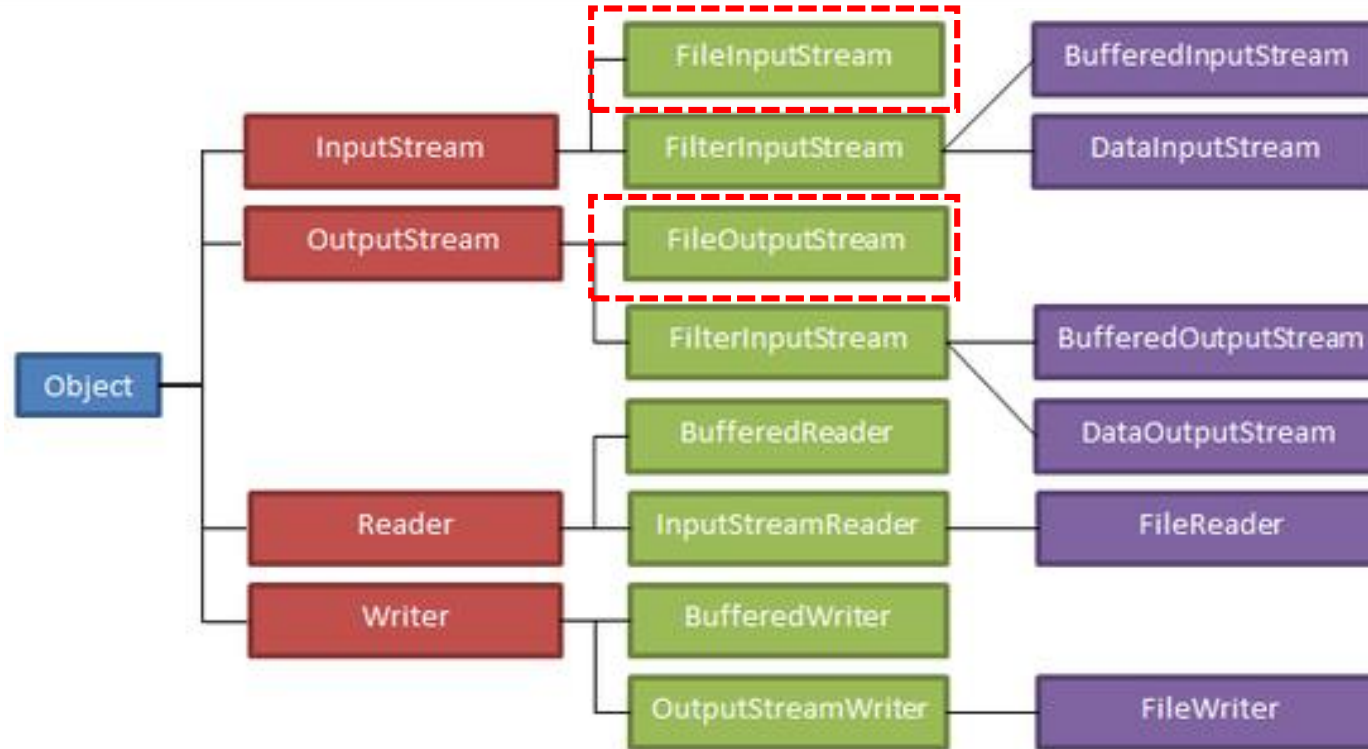 FileInputStream
BufferedInputStream
InputStream
FilterInputStream
DataInputStream
OutputStream
FileOutputStream
FilterInputStream
BufferedOutputStream
Object
BufferedReader
DataOutputStream
Reader
InputStreamReader
FileReader
Writer
BufferedWriter
OutputStreamWriter
FileWriter